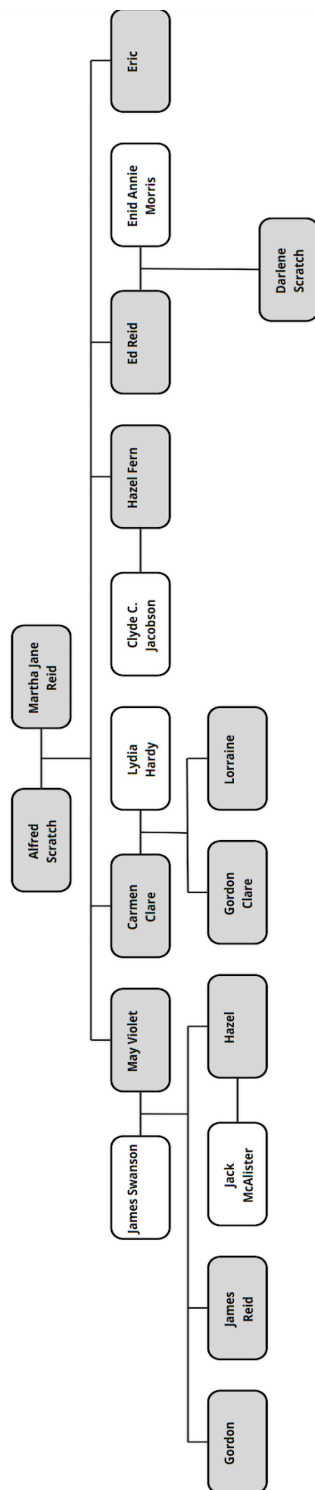 Alfred
Scratch
Martha Jane
Reid
James Swanson
May Violet
Carmen
Clare
Lydia
Hardy
Clyde C.
Jacobson
Hazel Fern
Ed Reid
Enid Annie
Morris
Eric
Gordon
James
Reid
Jack
McAlister
Hazel
Gordon
Clare
Lorraine
Darlene
Scratch